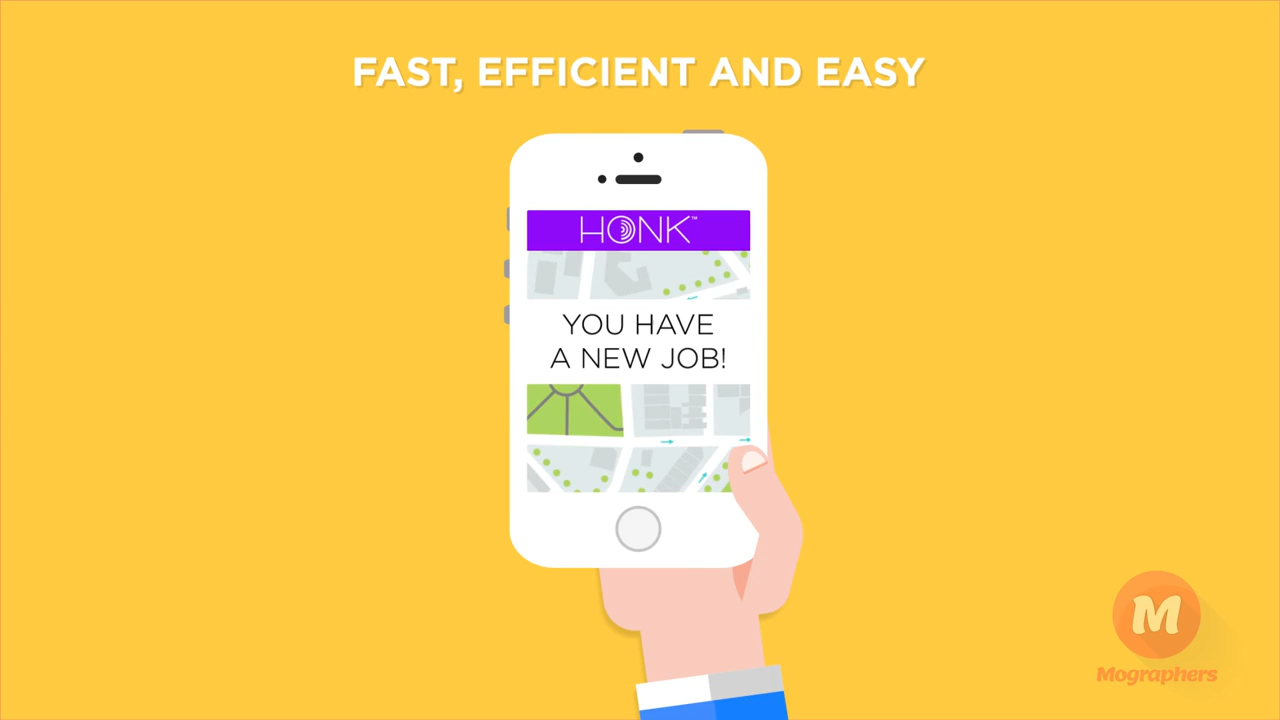 FAST, EFFICIENT AND EASY
HONK™
YOU HAVE
A NEW JOB!
M
Mographers